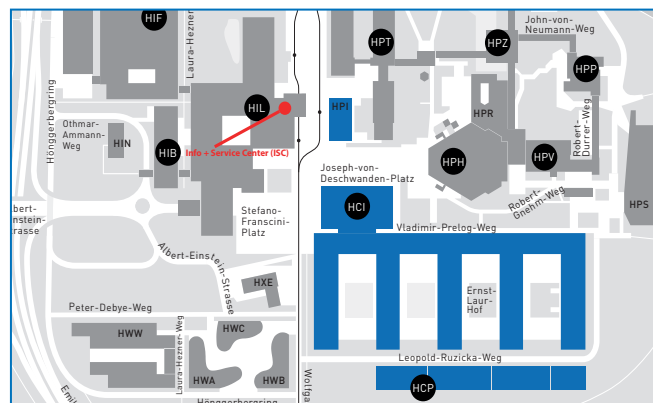 HIF
Laura-Hezner-
HPT
HPZ
John-von-
Neumann-Weg
HPP
Hönggerbergring
HIL
HPI
HPR
Robert-
Durrer-Weg
Othmar-
Ammann-
Weg
HIN
HIB
Info + Service Center (ISC)
HPH
HPV
Joseph-von-
Deschwanden-Platz
Robert-
Gnehm-Weg
HPS
HCI
Stefano-
Franscini-
Platz
Vladimir-Prelog-Weg
bert-
nstein-
trasse
Albert-Einstein-
Strasse
HXE
Ernst-
Laur-
Hof
Peter-Debye-Weg
HWW
Laura-Hezner-Weg
HWC
Leopold-Ruzicka-Weg
HWA
HWB
HCP
Wolfga
Emil
Hönggerbergring